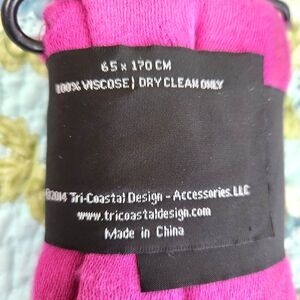 65 x 170 CM
100% VISCOSE | DRY CLEAN ONLY
©2014 Tri-Coastal Design - Accessories, LLC
www.tricoastaldesign.com
Made in China